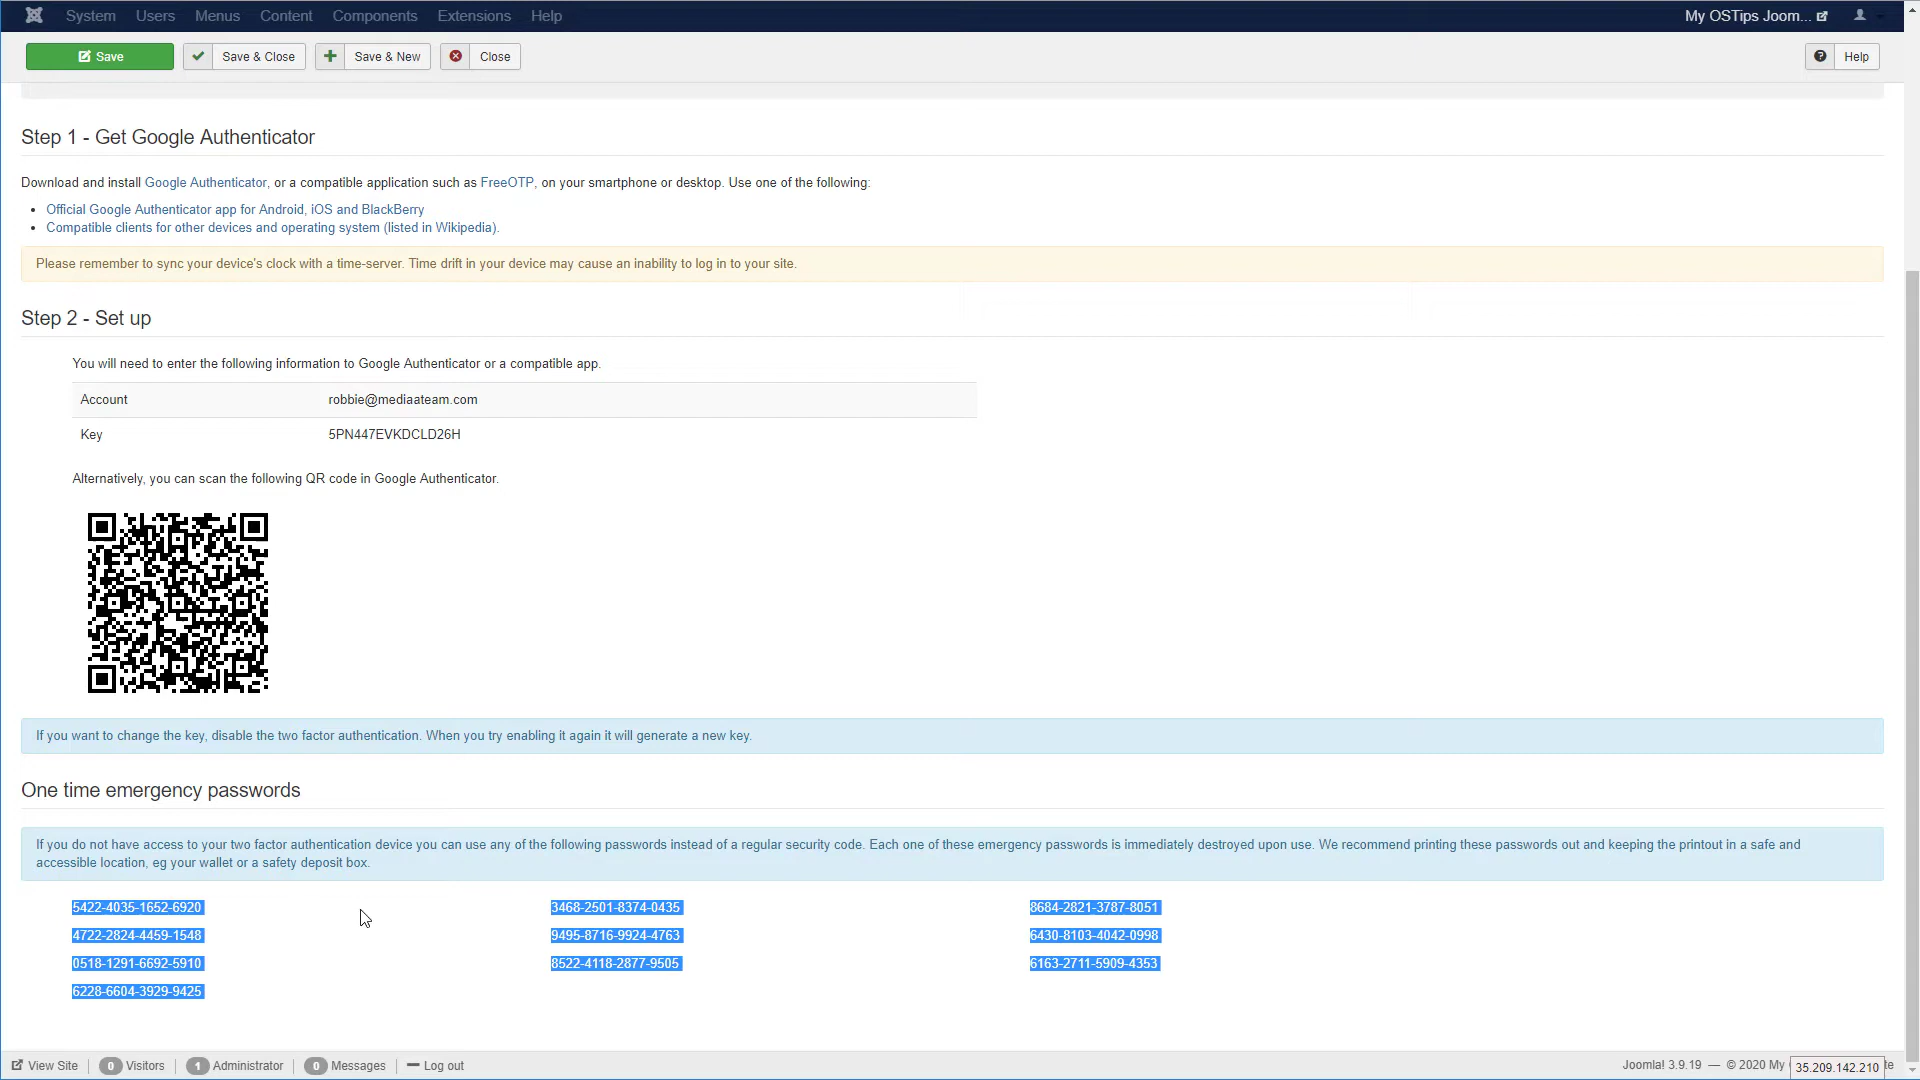 System Users Menus Content Components Extensions Help My OSTips Joom...
Save Save & Close Save & New Close Help
Step 1 - Get Google Authenticator
Download and install Google Authenticator, or a compatible application such as FreeOTP, on your smartphone or desktop. Use one of the following:
Official Google Authenticator app for Android, iOS and BlackBerry
Compatible clients for other devices and operating system (listed in Wikipedia).
Please remember to sync your device's clock with a time-server. Time drift in your device may cause an inability to log in to your site.
Step 2 - Set up
You will need to enter the following information to Google Authenticator or a compatible app.
Account robbie@mediaateam.com
Key 5PN447EVKDCLD26H
Alternatively, you can scan the following QR code in Google Authenticator.
If you want to change the key, disable the two factor authentication. When you try enabling it again it will generate a new key.
One time emergency passwords
If you do not have access to your two factor authentication device you can use any of the following passwords instead of a regular security code. Each one of these emergency passwords is immediately destroyed upon use. We recommend printing these passwords out and keeping the printout in a safe and
accessible location, eg your wallet or a safety deposit box.
5422-4035-1652-6920 3468-2501-8374-0435 8684-2821-3787-8051
4722-2824-4459-1548 9495-8716-9924-4763 6430-8103-4042-0998
0518-1291-6692-5910 8522-4118-2877-9505 6163-2711-5909-4353
6228-6604-3929-9425
View Site 0 Visitors 1 Administrator 0 Messages Log out Joomla! 3.9.19 — © 2020 My 35.209.142.210 te